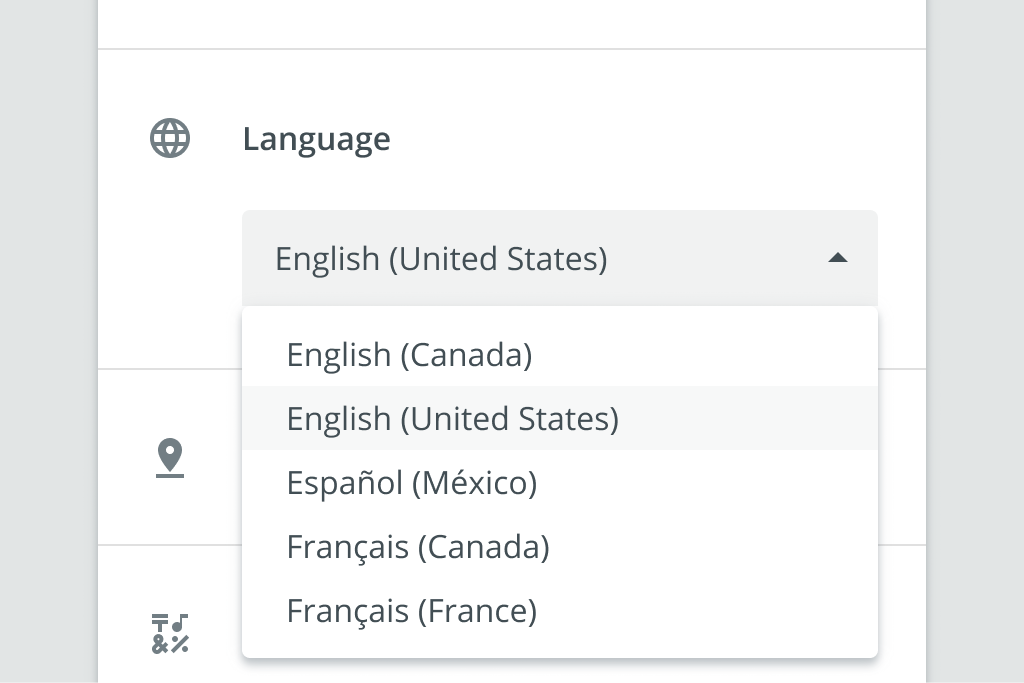 Language
English (United States)
English (Canada)
English (United States)
Español (México)
Français (Canada)
Français (France)